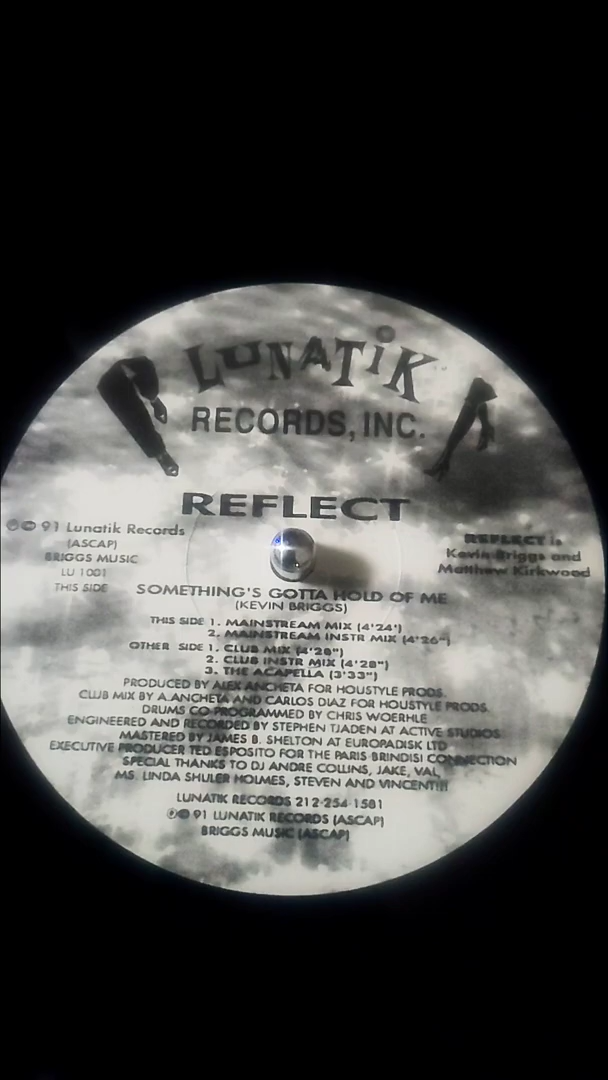 LUNATiK
RECORDS, INC.
REFLECT
℗© 91 Lunatik Records
(ASCAP)
BRIGGS MUSIC
LU 1001
THIS SIDE
REFLECT is
Kevin Briggs and
Matthew Kirkwood
SOMETHING'S GOTTA HOLD OF ME
(KEVIN BRIGGS)
THIS SIDE 1. MAINSTREAM MIX (4'24")
2. MAINSTREAM INSTR MIX (4'26")
OTHER SIDE 1. CLUB MIX (4'28")
2. CLUB INSTR MIX (4'28")
3. THE ACAPELLA (3'33")
PRODUCED BY ALEX ANCHETA FOR HOUSTYLE PRODS.
CLUB MIX BY A.ANCHETA AND CARLOS DIAZ FOR HOUSTYLE PRODS.
DRUMS CO PROGRAMMED BY CHRIS WOERHLE
ENGINEERED AND RECORDED BY STEPHEN TJADEN AT ACTIVE STUDIOS
MASTERED BY JAMES B. SHELTON AT EUROPADISK LTD
EXECUTIVE PRODUCER TED ESPOSITO FOR THE PARIS BRINDISI CONNECTION
SPECIAL THANKS TO DJ ANDRE COLLINS, JAKE, VAL,
MS. LINDA SHULER HOLMES, STEVEN AND VINCENT!!!
LUNATIK RECORDS 212-254-1581
℗© 91 LUNATIK RECORDS (ASCAP)
BRIGGS MUSIC (ASCAP)